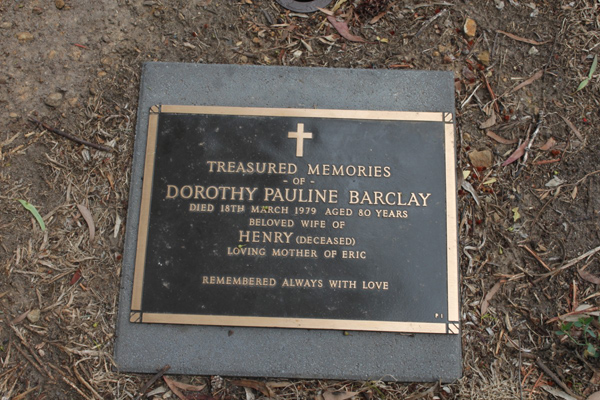 TREASURED MEMORIES
- OF -
DOROTHY PAULINE BARCLAY
DIED 18TH MARCH 1979 AGED 80 YEARS
BELOVED WIFE OF
HENRY (DECEASED)
LOVING MOTHER OF ERIC
REMEMBERED ALWAYS WITH LOVE